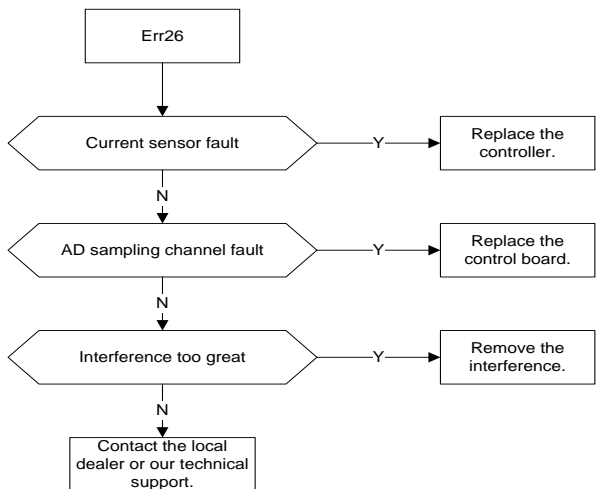 Err26
Current sensor fault
Y
Replace the
controller.
N
AD sampling channel fault
Y
Replace the
control board.
N
Interference too great
Y
Remove the
interference.
N
Contact the local
dealer or our technical
support.